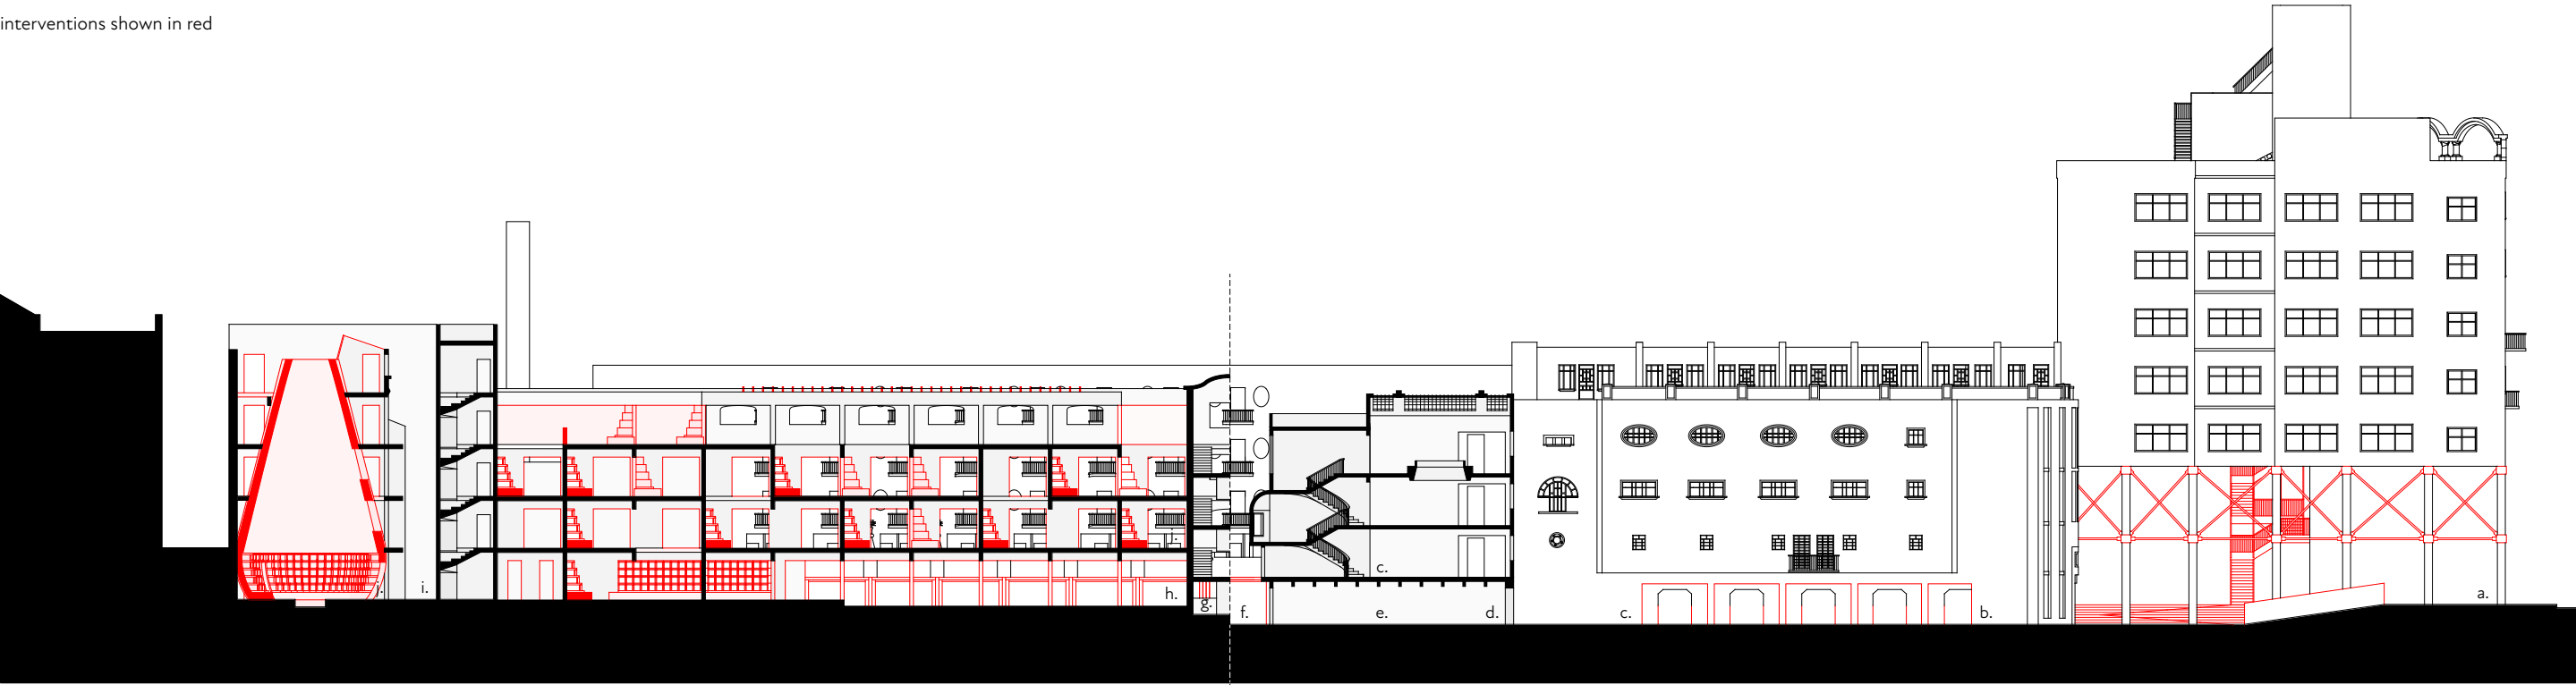 interventions shown in red
j.
i.
j.
h.
g.
f.
c.
e.
d.
c.
b.
a.